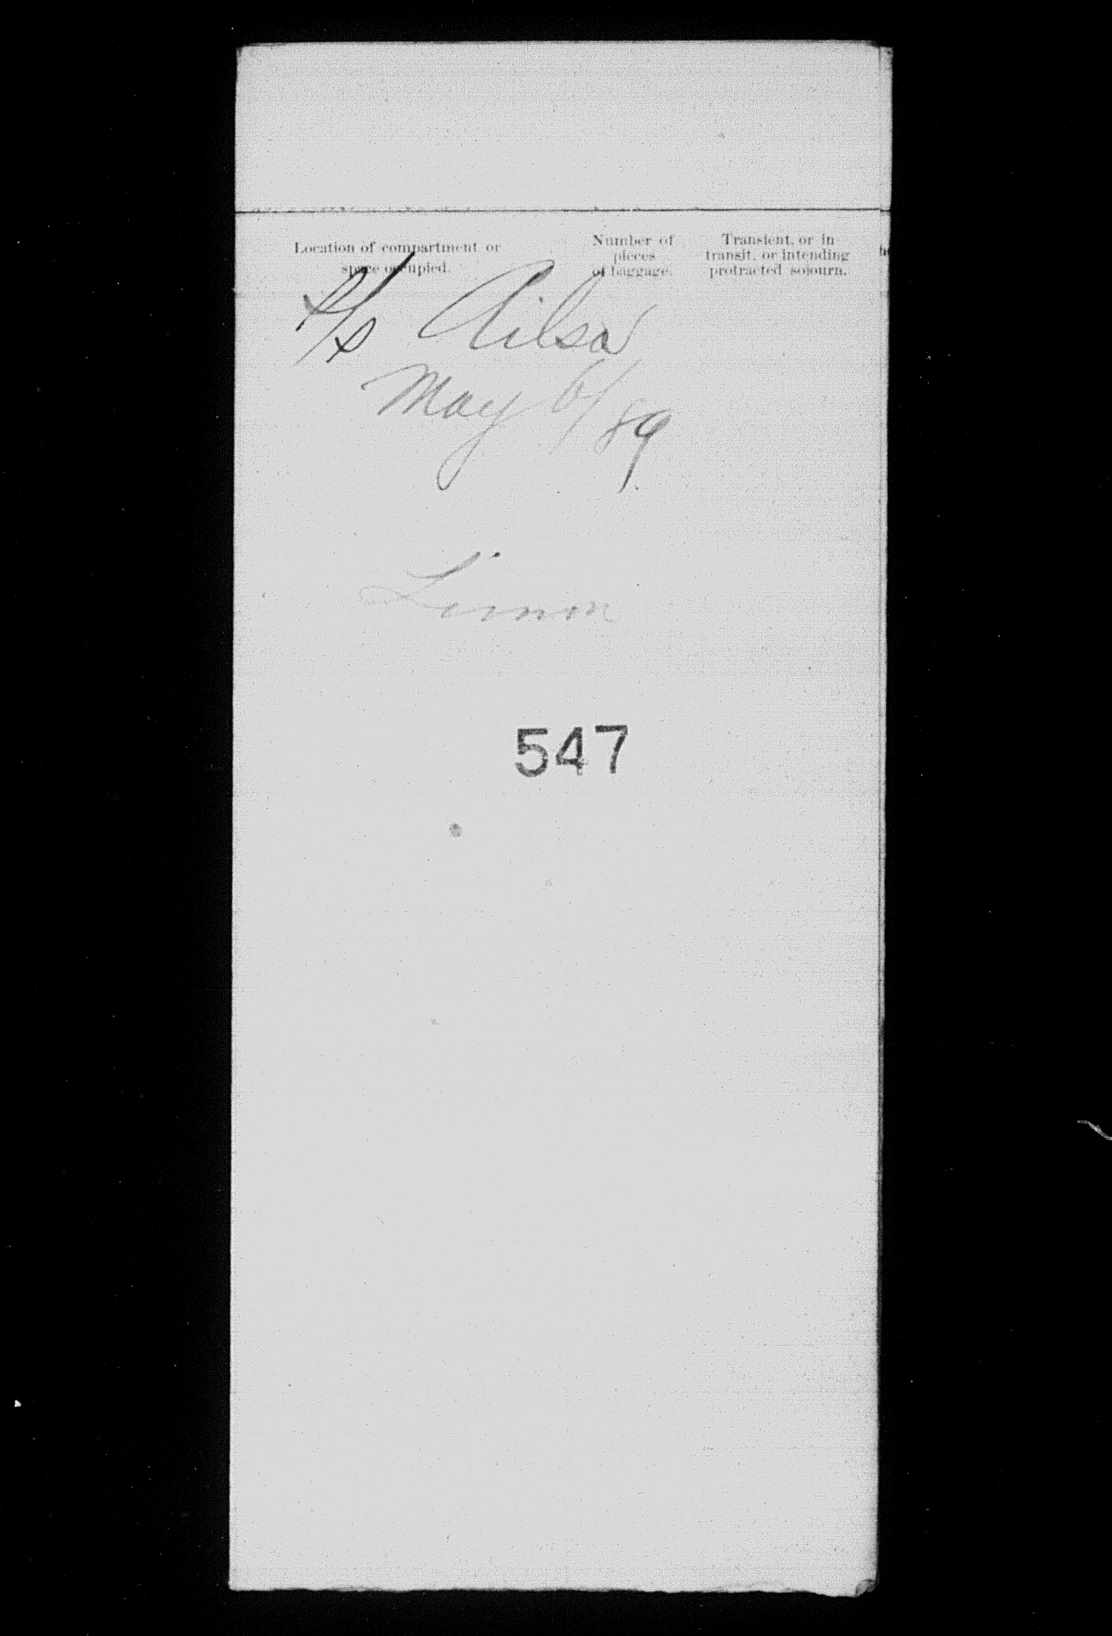 Location of compartment or
space occupied.
Number of
pieces
of baggage.
Transient, or in
transit, or intending
protracted sojourn.
S/S Ailsa
May 6/89
Limon
547